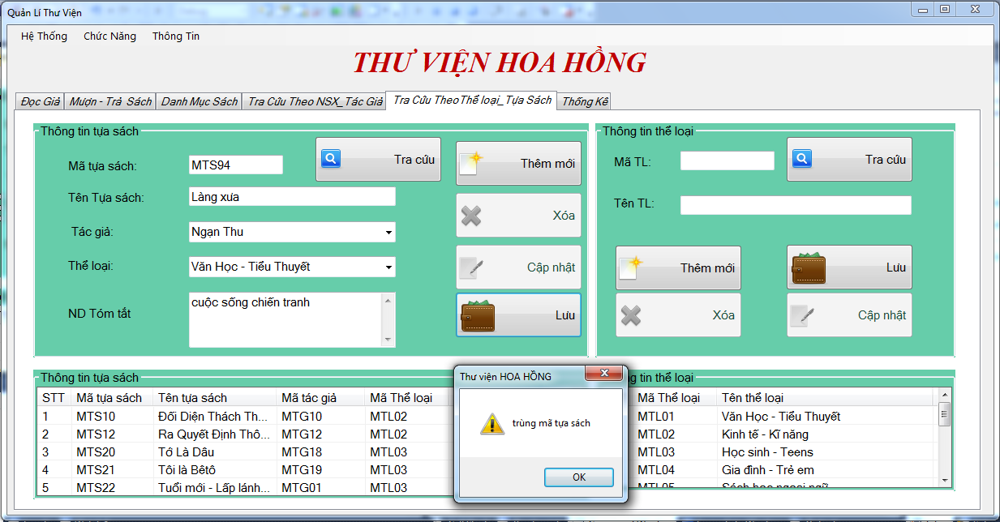 Quản Lí Thư Viện
Hệ Thống Chức Năng Thông Tin
THƯ VIỆN HOA HỒNG
Đọc Giả Mượn - Trả Sách Danh Mục Sách Tra Cứu Theo NSX_Tác Giả Tra Cứu TheoThể loại_Tựa Sách Thống Kê
Thông tin tựa sách
Mã tựa sách: MTS94 Tra cứu Thêm mới
Tên Tựa sách: Làng xưa
Xóa
Tác giả: Ngạn Thu
Thể loại: Văn Học - Tiểu Thuyết Cập nhật
ND Tóm tắt cuộc sống chiến tranh Lưu
Thông tin thể loại
Mã TL: Tra cứu
Tên TL:
Thêm mới Lưu
Xóa Cập nhật
Thông tin tựa sách
STT Mã tựa sách Tên tựa sách Mã tác giả Mã Thể loại
1 MTS10 Đối Diện Thách Th... MTG10 MTL02
2 MTS12 Ra Quyết Định Thô... MTG12 MTL02
3 MTS20 Tớ Là Dâu MTG18 MTL03
4 MTS21 Tôi là Bêtô MTG19 MTL03
5 MTS22 Tuổi mới - Lấp lánh... MTG01 MTL03
Thư viện HOA HỒNG
trùng mã tựa sách
OK
tin thể loại
Mã Thể loại Tên thể loại
MTL01 Văn Học - Tiểu Thuyết
MTL02 Kinh tế - Kĩ năng
MTL03 Học sinh - Teens
MTL04 Gia đình - Trẻ em
MTL05 Sách học ngoại ngữ